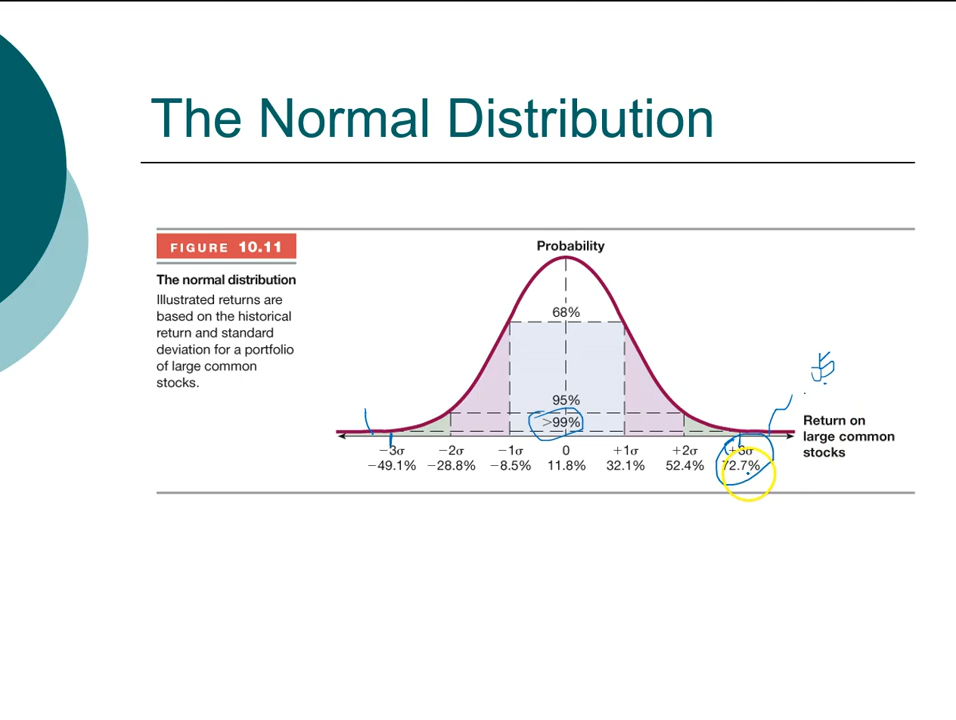 The Normal Distribution
FIGURE 10.11
The normal distribution
Illustrated returns are
based on the historical
return and standard
deviation for a portfolio
of large common
stocks.
Probability
68%
95%
>99%
−3σ −2σ −1σ 0 +1σ +2σ +3σ
−49.1% −28.8% −8.5% 11.8% 32.1% 52.4% 72.7%
Return on
large common
stocks